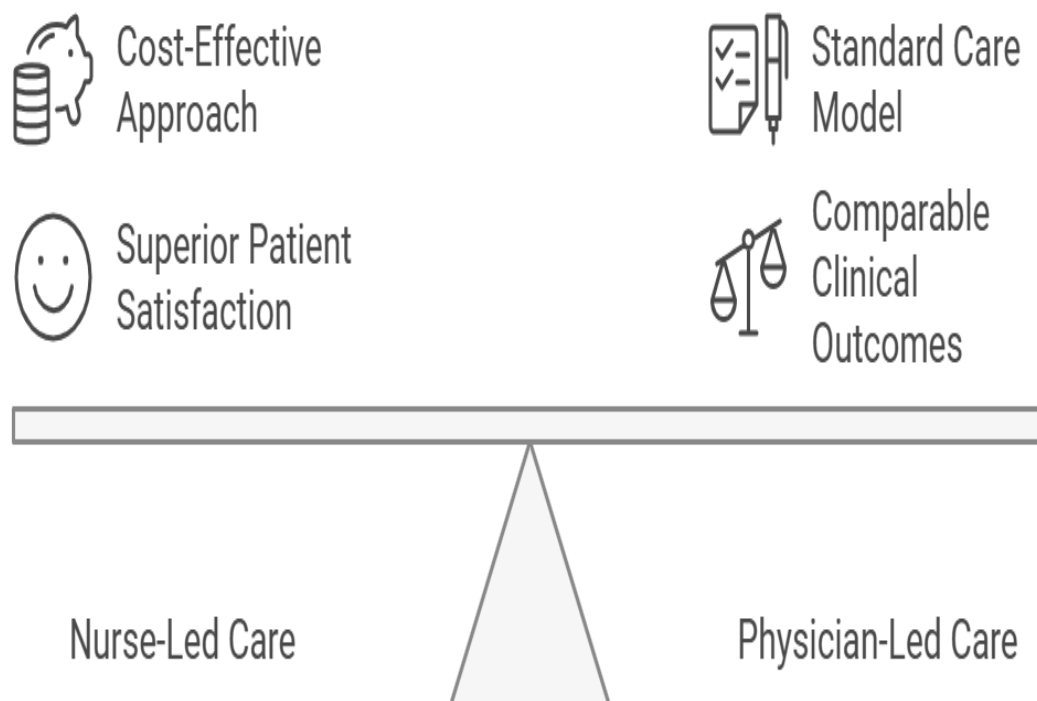 Cost-Effective
Approach
Superior Patient
Satisfaction
Standard Care
Model
Comparable
Clinical
Outcomes
Nurse-Led Care
Physician-Led Care